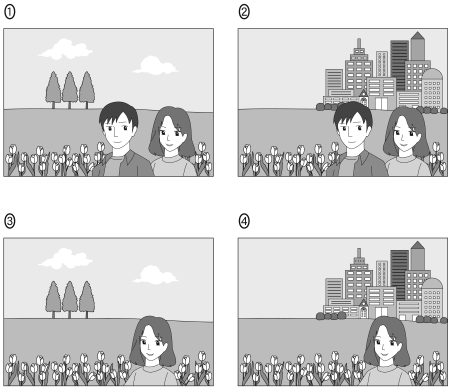 ①
②
③
④